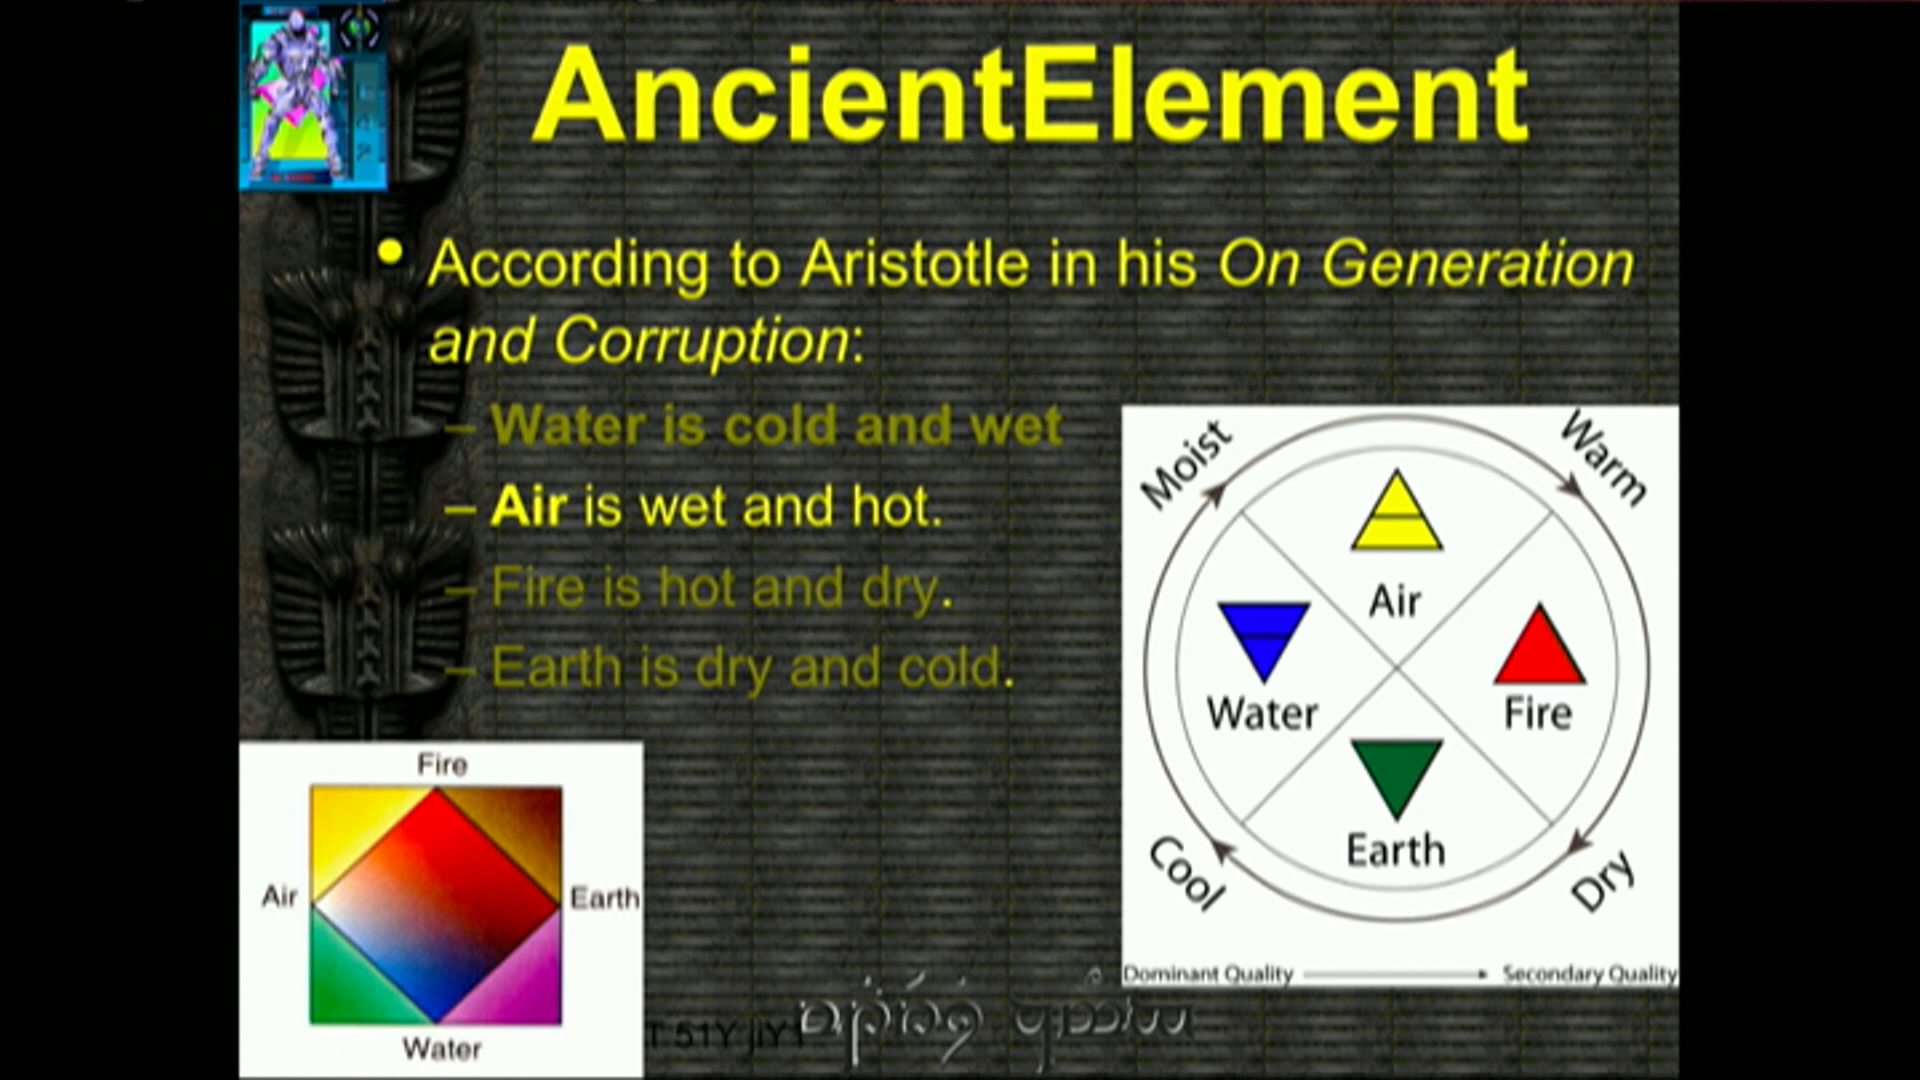 AncientElement
• According to Aristotle in his On Generation
and Corruption:
– Water is cold and wet
– Air is wet and hot.
– Fire is hot and dry.
– Earth is dry and cold.
Moist
Warm
Air
Water
Fire
Earth
Cool
Dry
Dominant Quality
Secondary Quality
Fire
Air
Earth
Water